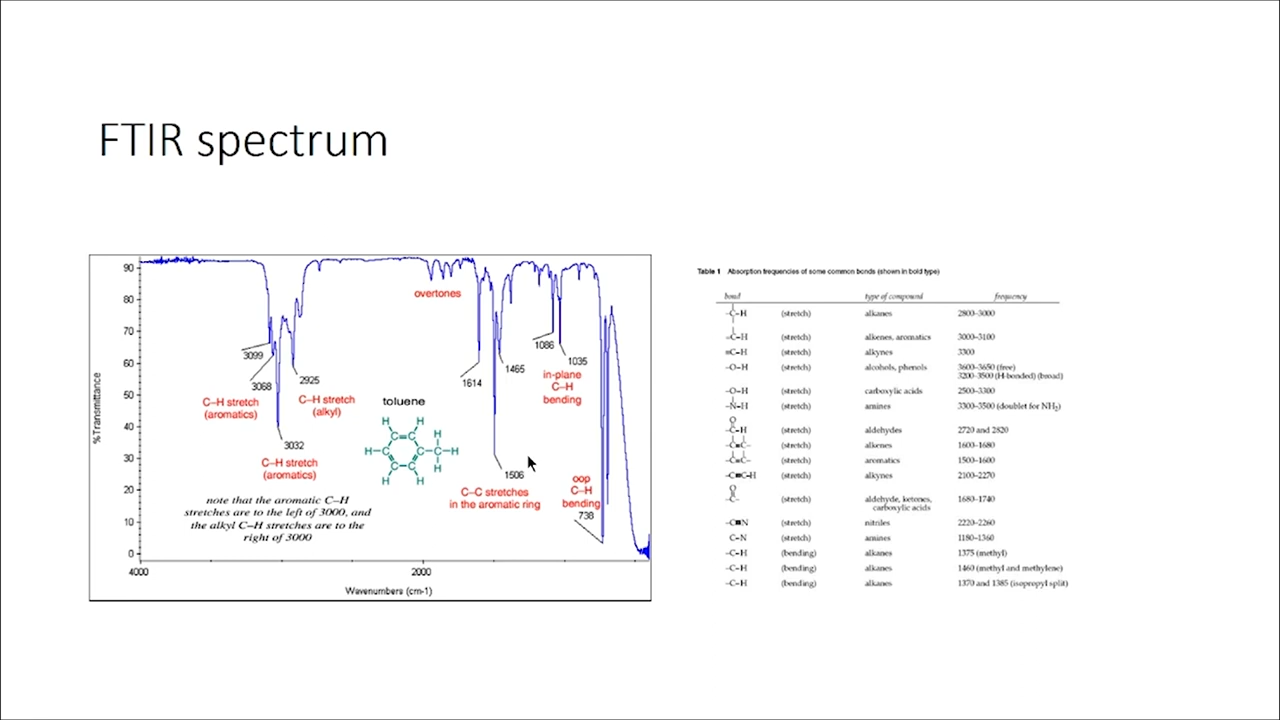 FTIR spectrum
90
80
70
60
50
40
30
20
10
0
%Transmittance
4000
2000
Wavenumbers (cm-1)
3099
3068
C–H stretch
(aromatics)
2925
C–H stretch
(alkyl)
3032
C–H stretch
(aromatics)
note that the aromatic C–H
stretches are to the left of 3000, and
the alkyl C–H stretches are to the
right of 3000
toluene
H H
H
H C C C C H
C C
H
H H
overtones
1614
1465
1506
C–C stretches
in the aromatic ring
1086
1035
in-plane
C–H
bending
oop
C–H
bending
738
Table 1 Absorption frequencies of some common bonds (shown in bold type)
bond type of compound frequency
-C-H (stretch) alkanes 2800–3000
=C-H (stretch) alkenes, aromatics 3000–3100
≡C-H (stretch) alkynes 3300
-O-H (stretch) alcohols, phenols 3600–3650 (free)
3200–3500 (H-bonded) (broad)
-O-H (stretch) carboxylic acids 2500–3300
-N-H (stretch) amines 3300–3500 (doublet for NH₂)
O
-C-H (stretch) aldehydes 2720 and 2820
-C=C- (stretch) alkenes 1600–1680
-C=C- (stretch) aromatics 1500–1600
-C≡C-H (stretch) alkynes 2100–2270
O
-C- (stretch) aldehyde, ketones, 1680–1740
carboxylic acids
-C≡N (stretch) nitriles 2220–2260
C-N (stretch) amines 1180–1360
-C-H (bending) alkanes 1375 (methyl)
-C-H (bending) alkanes 1460 (methyl and methylene)
-C-H (bending) alkanes 1370 and 1385 (isopropyl split)